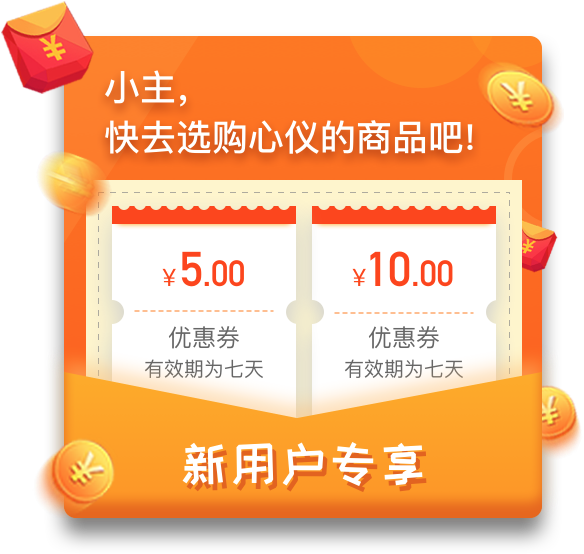 小主，
快去选购心仪的商品吧！
¥5.00
优惠券
有效期为七天
¥10.00
优惠券
有效期为七天
新用户专享